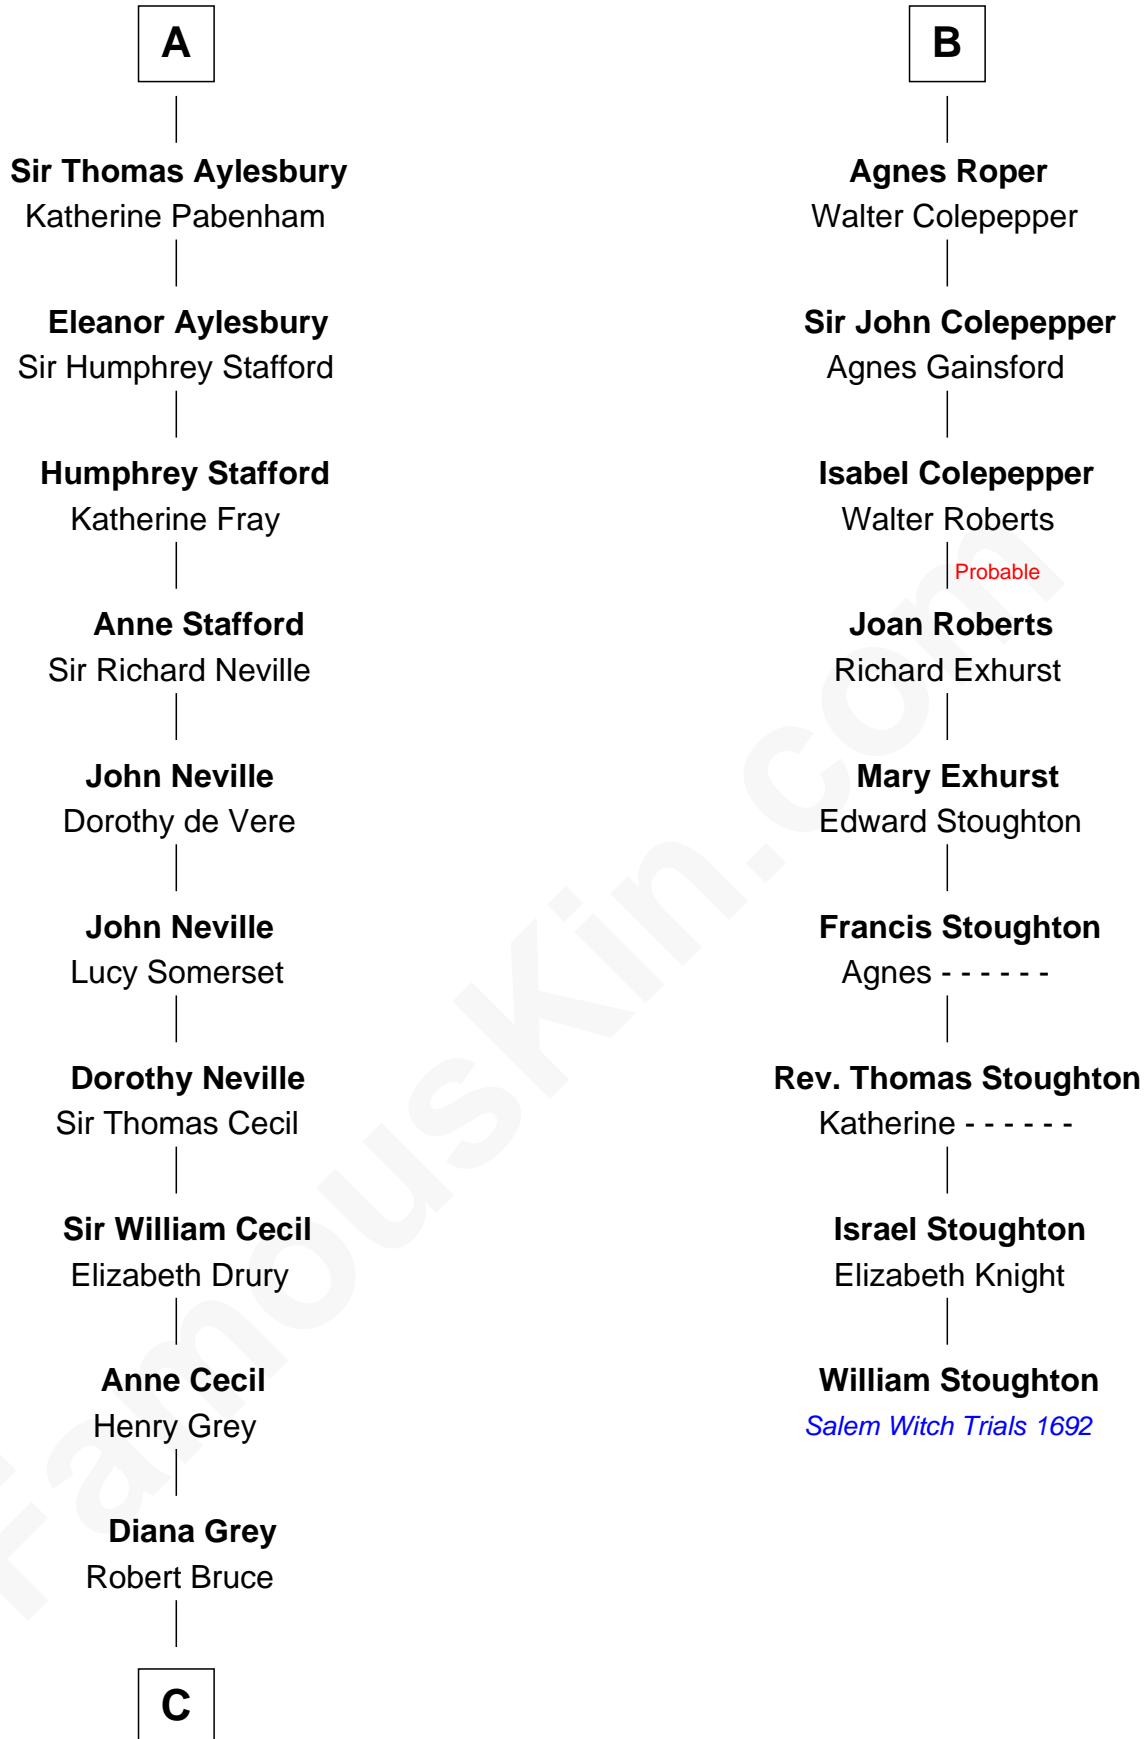 A
Sir Thomas Aylesbury
Katherine Pabenham
Eleanor Aylesbury
Sir Humphrey Stafford
Humphrey Stafford
Katherine Fray
Anne Stafford
Sir Richard Neville
John Neville
Dorothy de Vere
John Neville
Lucy Somerset
Dorothy Neville
Sir Thomas Cecil
Sir William Cecil
Elizabeth Drury
Anne Cecil
Henry Grey
Diana Grey
Robert Bruce
C
B
Agnes Roper
Walter Colepepper
Sir John Colepepper
Agnes Gainsford
Isabel Colepepper
Walter Roberts
Probable
Joan Roberts
Richard Exhurst
Mary Exhurst
Edward Stoughton
Francis Stoughton
Agnes - - - - - -
Rev. Thomas Stoughton
Katherine - - - - - -
Israel Stoughton
Elizabeth Knight
William Stoughton
Salem Witch Trials 1692
FamousKin.com